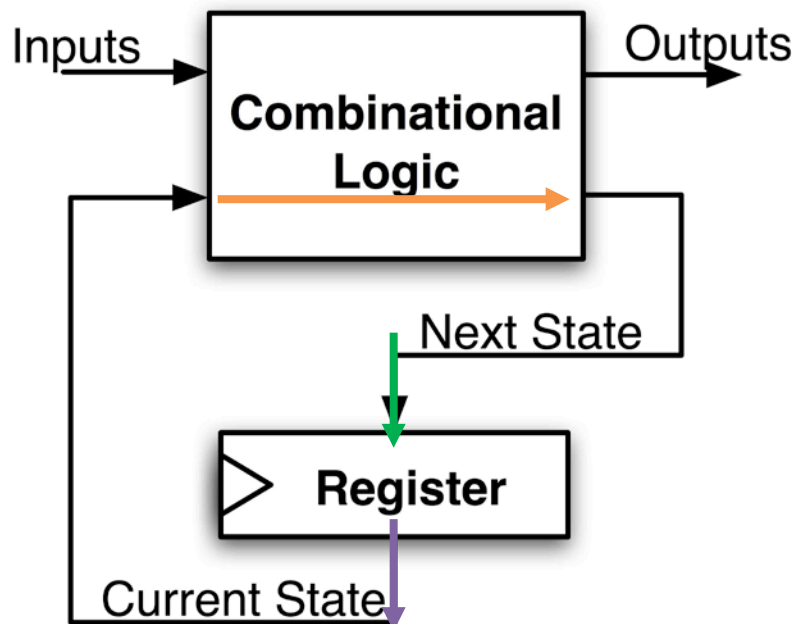 Inputs
Outputs
Combinational
Logic
Next State
Register
Current State